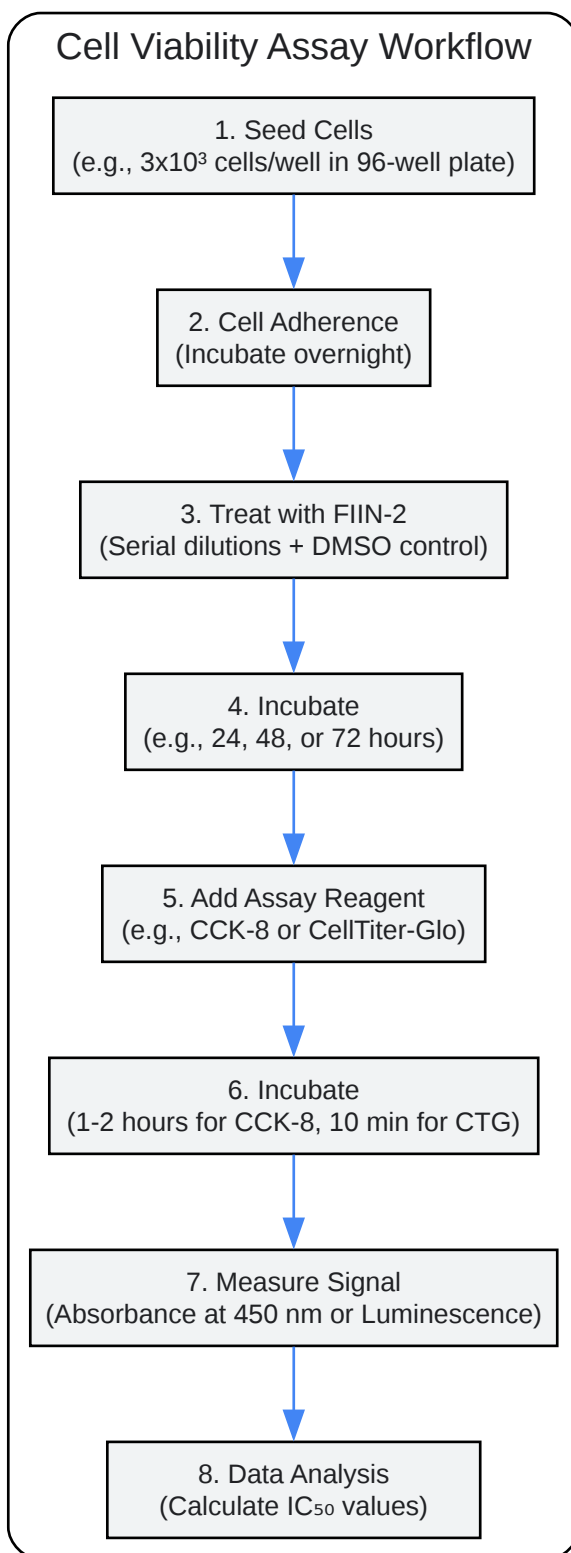 Cell Viability Assay Workflow
1. Seed Cells
(e.g., 3x10³ cells/well in 96-well plate)
2. Cell Adherence
(Incubate overnight)
3. Treat with FIIN-2
(Serial dilutions + DMSO control)
4. Incubate
(e.g., 24, 48, or 72 hours)
5. Add Assay Reagent
(e.g., CCK-8 or CellTiter-Glo)
6. Incubate
(1-2 hours for CCK-8, 10 min for CTG)
7. Measure Signal
(Absorbance at 450 nm or Luminescence)
8. Data Analysis
(Calculate IC₅₀ values)